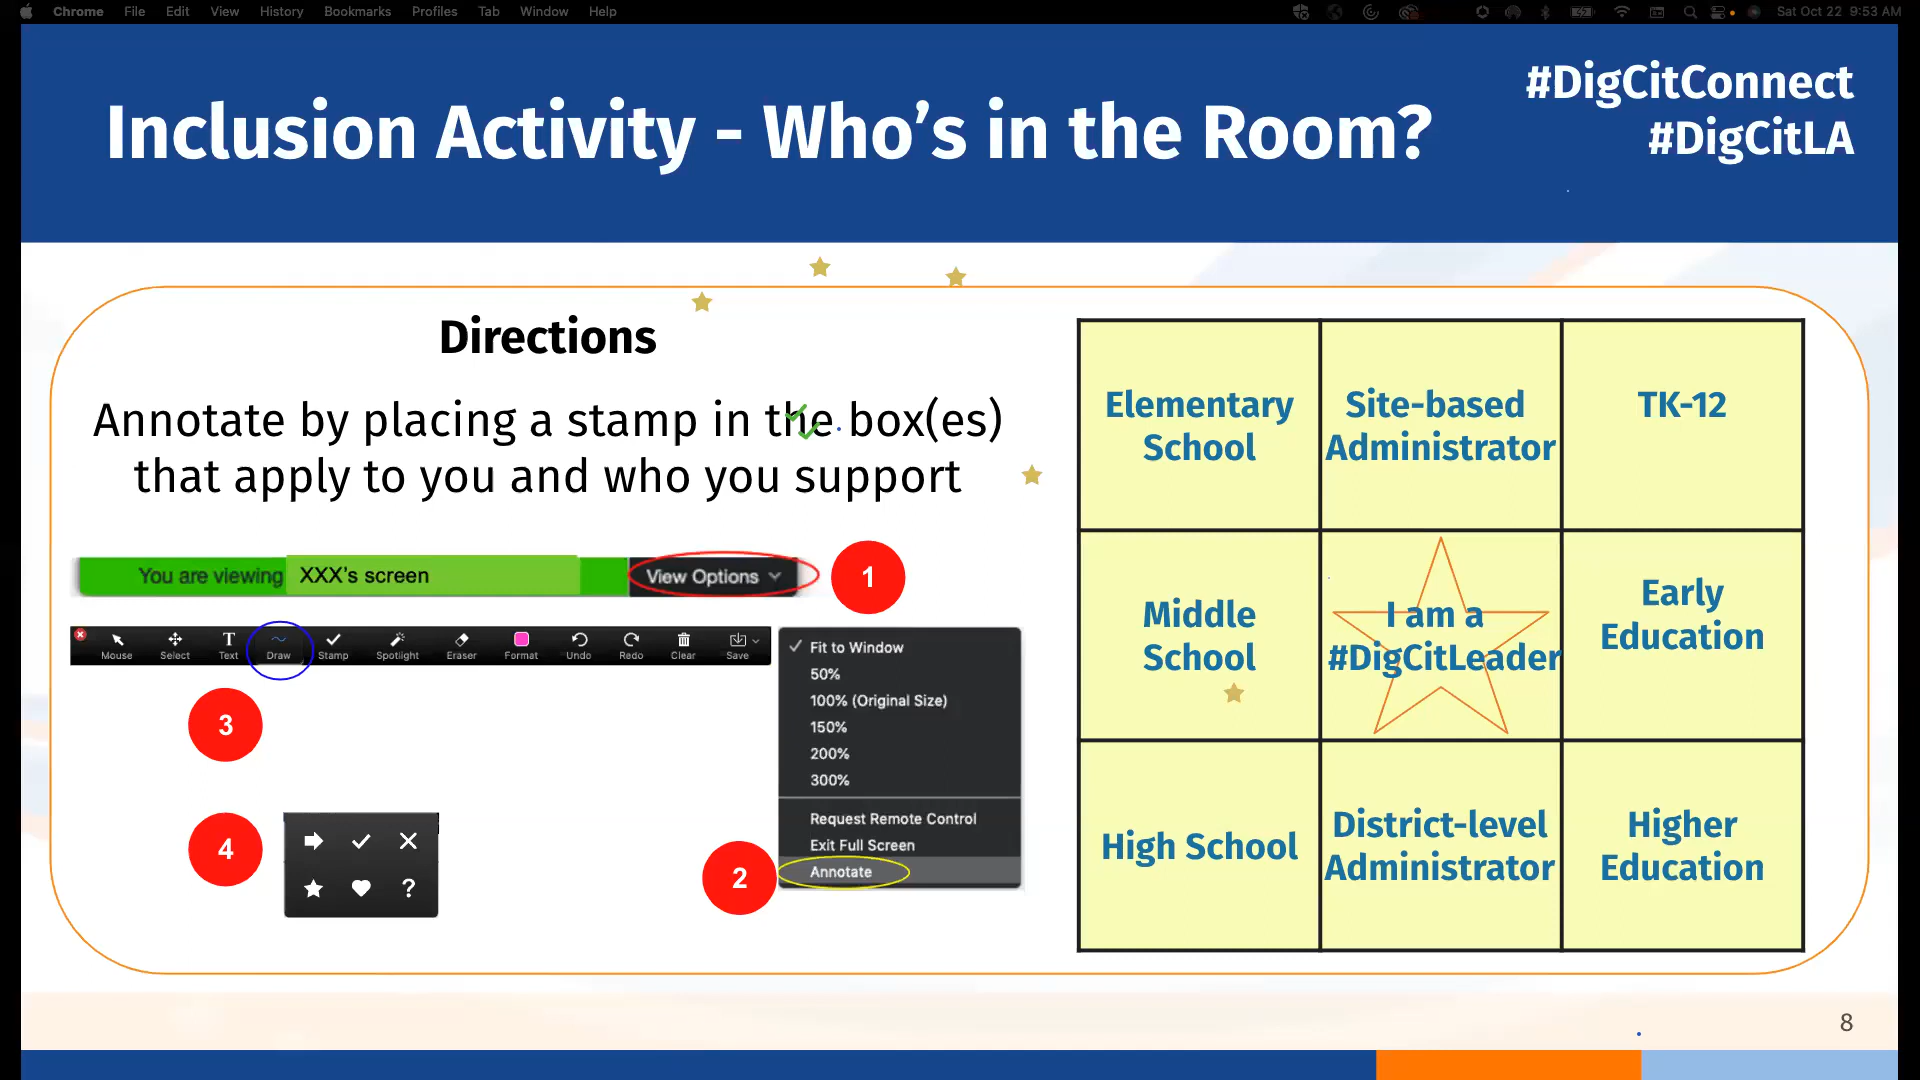 Chrome File Edit View History Bookmarks Profiles Tab Window Help Sat Oct 22 9:53 AM
#DigCitConnect
#DigCitLA
Inclusion Activity - Who's in the Room?
Directions
Annotate by placing a stamp in the box(es)
that apply to you and who you support
You are viewing XXX's screen View Options
1
Mouse Select Text Draw Stamp Spotlight Eraser Format Undo Redo Clear Save
3
4
?
Fit to Window
50%
100% (Original Size)
150%
200%
300%
Request Remote Control
Exit Full Screen
Annotate
2
Elementary
School
Site-based
Administrator
TK-12
Middle
School
I am a
#DigCitLeader
Early
Education
High School
District-level
Administrator
Higher
Education
8